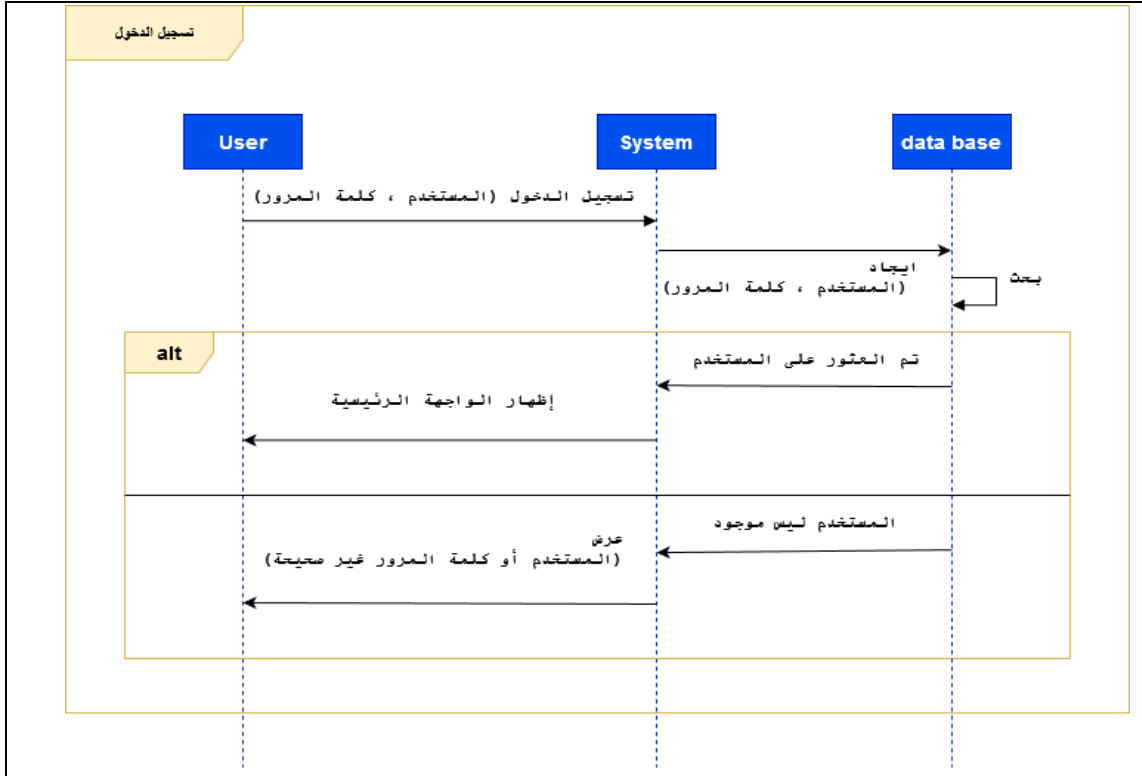 تسجيل الدخول
User
System
data base
تسجيل الدخول (المستخدم ، كلمة المرور)
ايجاد
(المستخدم ، كلمة المرور)
بحث
alt
تم العثور على المستخدم
إظهار الواجهة الرئيسية
المستخدم ليس موجود
عرض
(المستخدم أو كلمة المرور غير صحيحة)